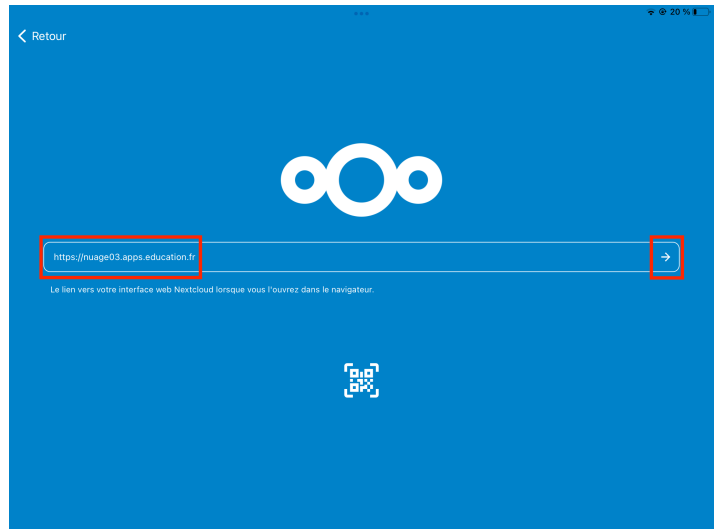 20 %
Retour
https://nuage03.apps.education.fr
Le lien vers votre interface web Nextcloud lorsque vous l'ouvrez dans le navigateur.